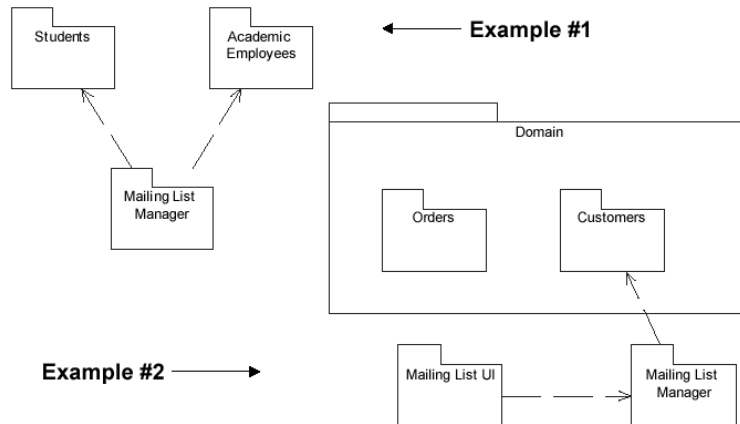 Students
Academic
Employees
Example #1
Mailing List
Manager
Domain
Orders
Customers
Example #2
Mailing List UI
Mailing List
Manager